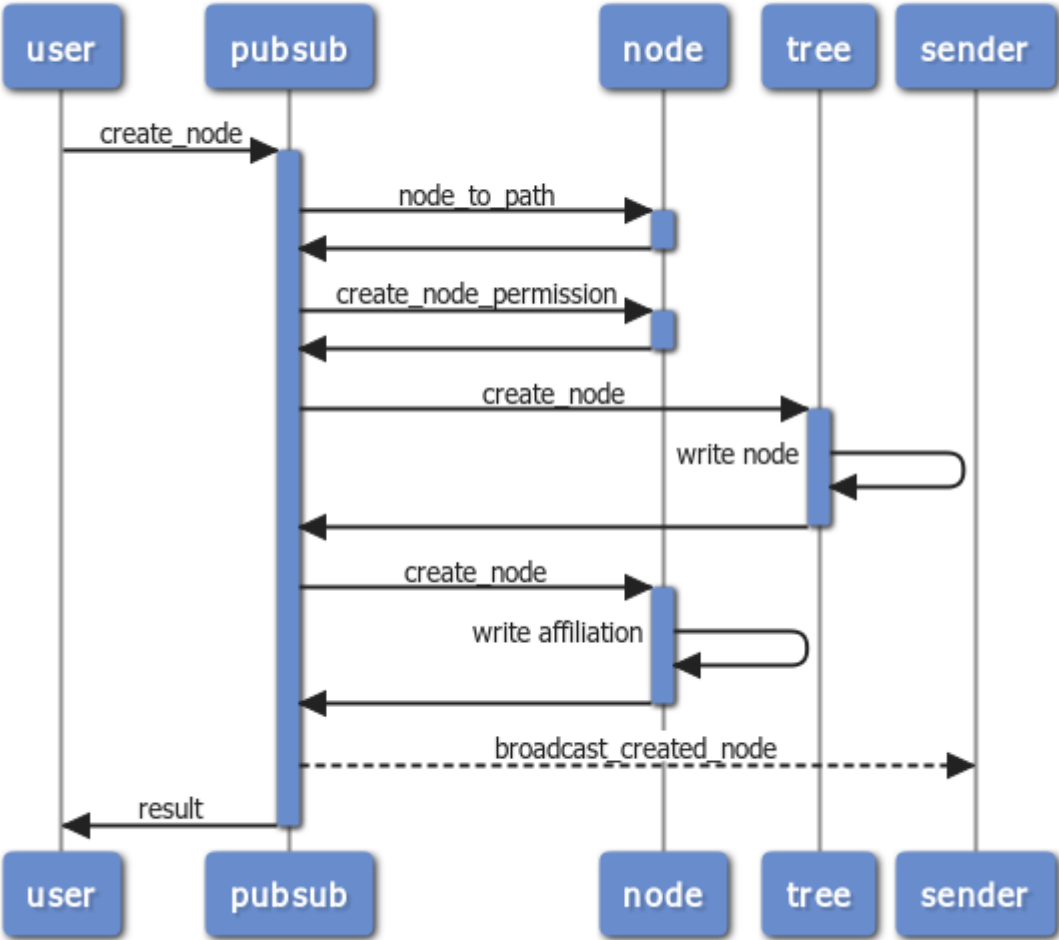 user pubsub node tree sender
create_node
node_to_path
create_node_permission
create_node
write node
create_node
write affiliation
broadcast_created_node
result
user pubsub node tree sender